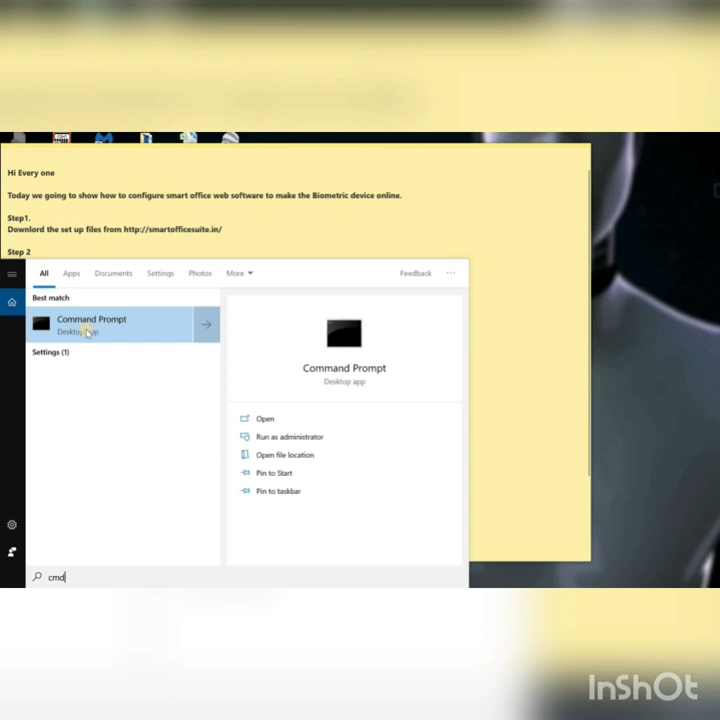 Hi Every one
Today we going to show how to configure smart office web software to make the Biometric device online.
Step1.
Downlord the set up files from http://smartofficesuite.in/
Step 2
All Apps Documents Settings Photos More Feedback ...
Best match
Command Prompt
Desktop app
Settings (1)
Command Prompt
Desktop app
Open
Run as administrator
Open file location
Pin to Start
Pin to taskbar
cmd
InShOt